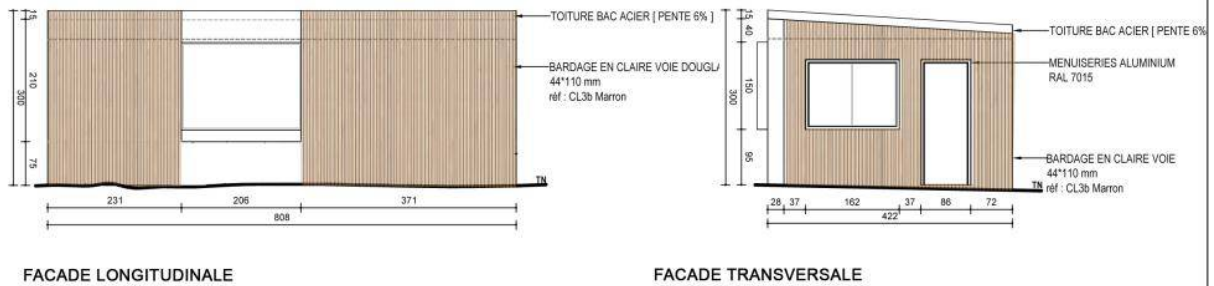 TOITURE BAC ACIER [ PENTE 6% ]
BARDAGE EN CLAIRE VOIE DOUGL
44*110 mm
réf : CL3b Marron
15
210
300
75
TN
231
206
371
808
FACADE LONGITUDINALE
TOITURE BAC ACIER [ PENTE 6%
MENUISERIES ALUMINIUM
RAL 7015
BARDAGE EN CLAIRE VOIE
44*110 mm
réf : CL3b Marron
15
40
150
300
95
TN
28
37
162
37
86
72
422
FACADE TRANSVERSALE